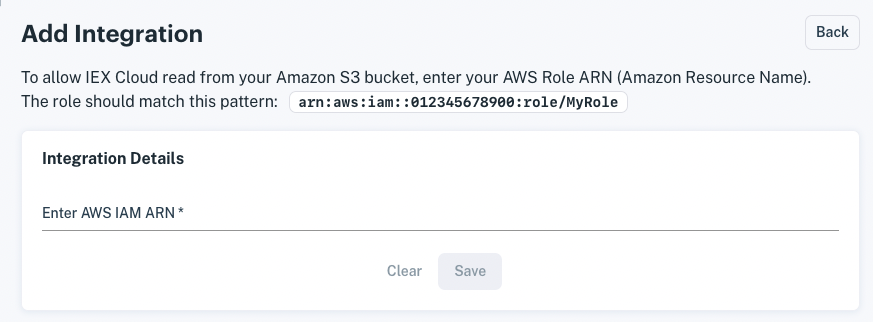 Add Integration
Back
To allow IEX Cloud read from your Amazon S3 bucket, enter your AWS Role ARN (Amazon Resource Name).
The role should match this pattern: arn:aws:iam::012345678900:role/MyRole
Integration Details
Enter AWS IAM ARN *
Clear Save